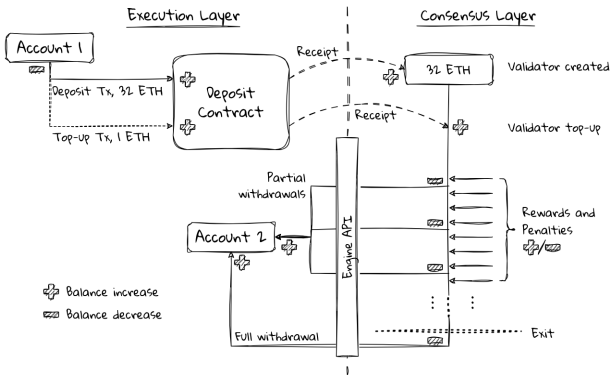 Execution Layer
Consensus Layer
Account 1
Receipt
32 ETH
Validator created
Deposit Tx, 32 ETH
Deposit
Contract
Receipt
Validator top-up
Top-up Tx, 1 ETH
Partial
withdrawals
Engine API
Rewards and
Penalties
/
Account 2
Balance increase
Balance decrease
Full withdrawal
Exit